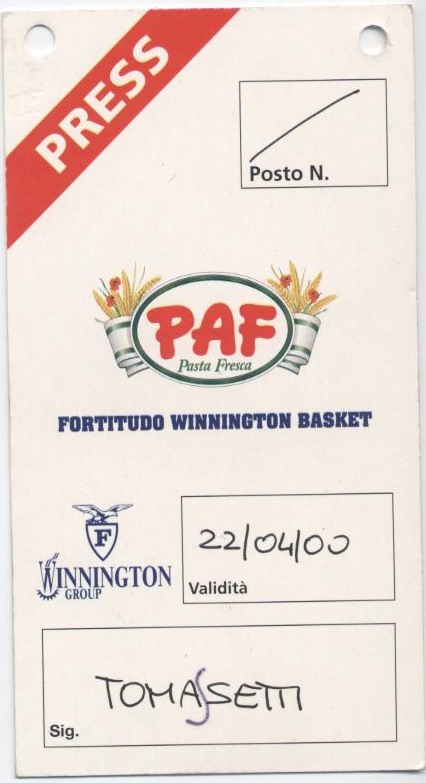 PRESS
Posto N.
PAF
Pasta Fresca
FORTITUDO WINNINGTON BASKET
F
WINNINGTON
GROUP
22/04/00
Validità
TOMASSETTI
Sig.